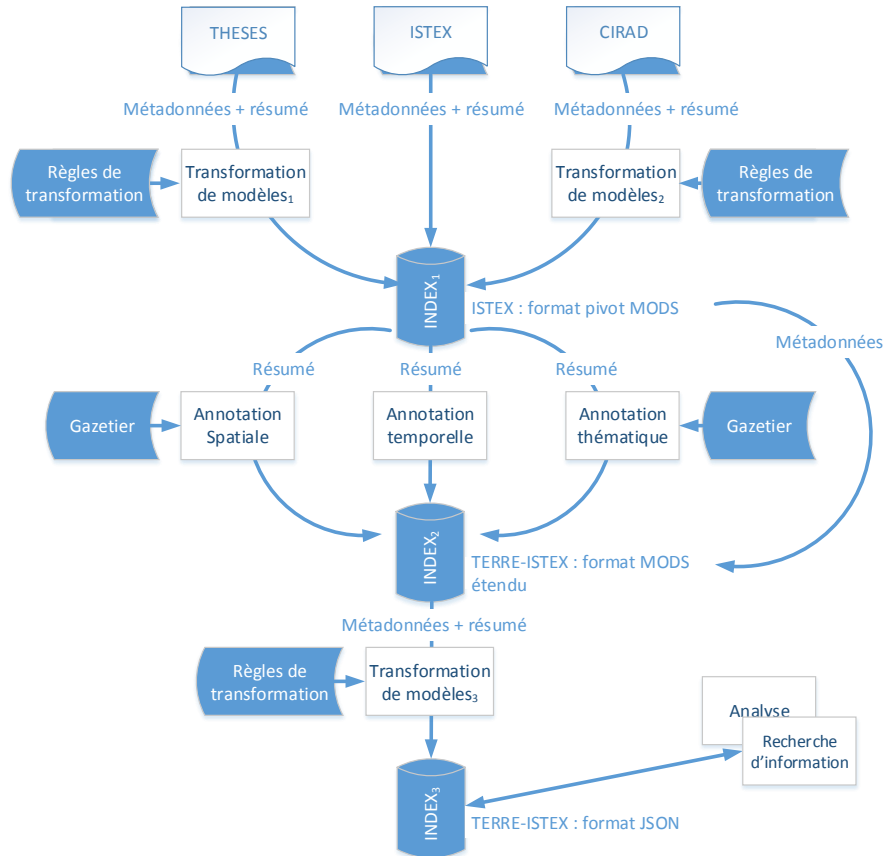 THESES
ISTEX
CIRAD
Métadonnées + résumé
Métadonnées + résumé
Métadonnées + résumé
Règles de
transformation
Transformation
de modèles₁
Transformation
de modèles₂
Règles de
transformation
INDEX₁
ISTEX : format pivot MODS
Métadonnées
Résumé
Résumé
Résumé
Gazetier
Annotation
Spatiale
Annotation
temporelle
Annotation
thématique
Gazetier
INDEX₂
TERRE-ISTEX : format MODS
étendu
Métadonnées + résumé
Règles de
transformation
Transformation
de modèles₃
Analyse
Recherche
d'information
INDEX₃
TERRE-ISTEX : format JSON